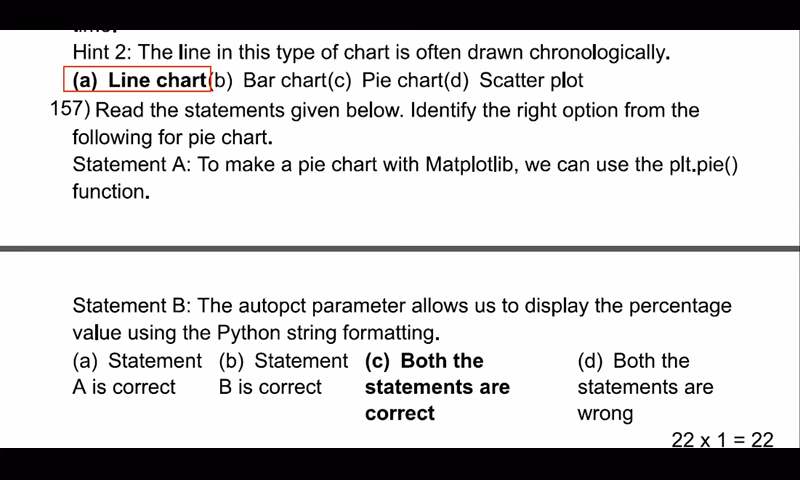 time.
Hint 2: The line in this type of chart is often drawn chronologically.
(a) Line chart(b) Bar chart(c) Pie chart(d) Scatter plot
157) Read the statements given below. Identify the right option from the
following for pie chart.
Statement A: To make a pie chart with Matplotlib, we can use the plt.pie()
function.
Statement B: The autopct parameter allows us to display the percentage
value using the Python string formatting.
(a) Statement (b) Statement (c) Both the (d) Both the
A is correct B is correct statements are statements are
correct wrong
22 x 1 = 22